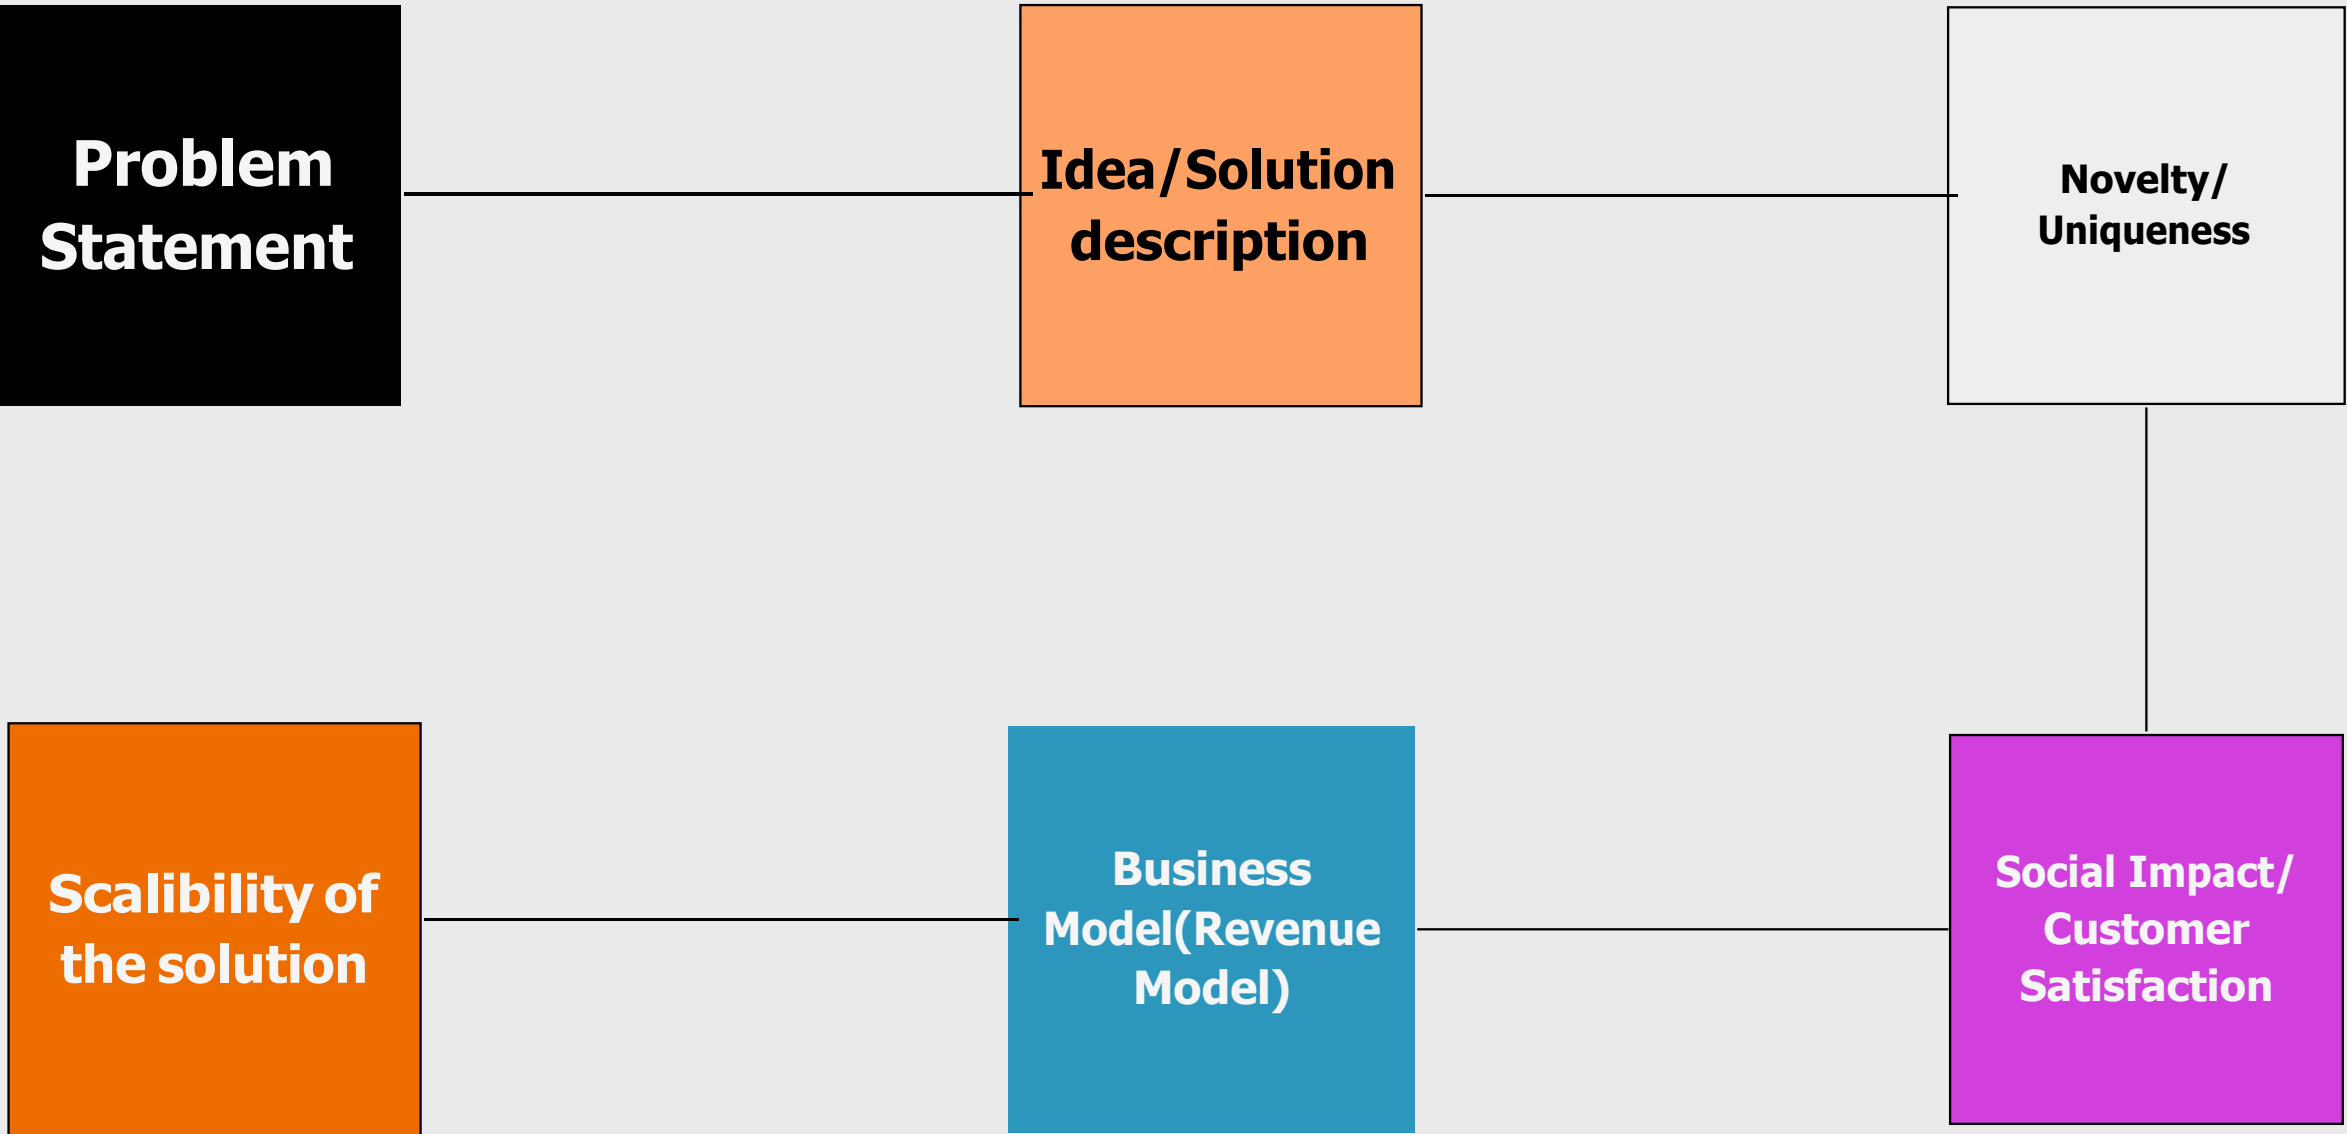 Problem
Statement
Idea/Solution
description
Novelty/
Uniqueness
Scalibility of
the solution
Business
Model(Revenue
Model)
Social Impact/
Customer
Satisfaction